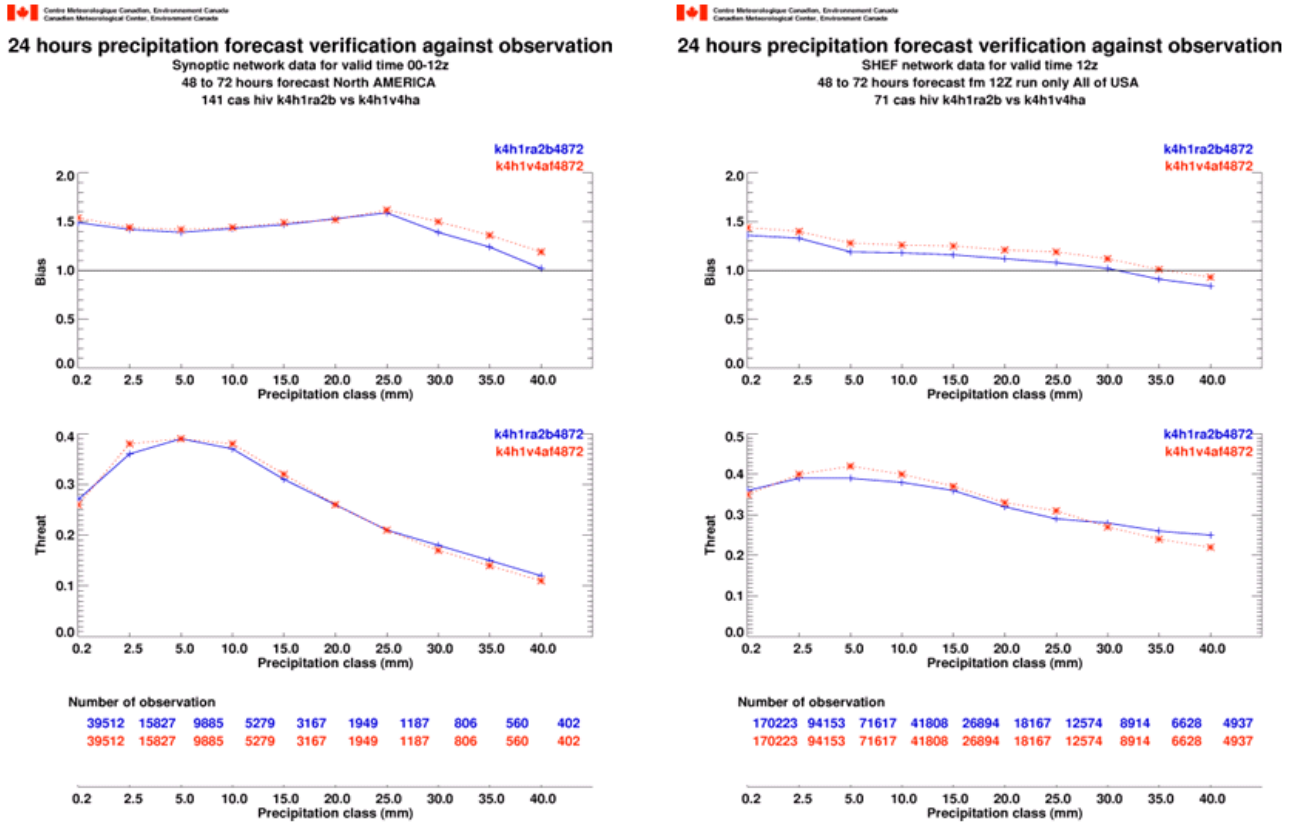 Centre Meteorologique Canadien, Environnement Canada
Canadian Meteorological Center, Environment Canada
24 hours precipitation forecast verification against observation
Synoptic network data for valid time 00-12z
48 to 72 hours forecast North AMERICA
141 cas hiv k4h1ra2b vs k4h1v4ha
k4h1ra2b4872
k4h1v4af4872
2.0
1.5
1.0
0.5
0.0
Bias
0.2 2.5 5.0 10.0 15.0 20.0 25.0 30.0 35.0 40.0
Precipitation class (mm)
k4h1ra2b4872
k4h1v4af4872
0.4
0.3
0.2
0.1
0.0
Threat
0.2 2.5 5.0 10.0 15.0 20.0 25.0 30.0 35.0 40.0
Precipitation class (mm)
Number of observation
39512 15827 9885 5279 3167 1949 1187 806 560 402
39512 15827 9885 5279 3167 1949 1187 806 560 402
0.2 2.5 5.0 10.0 15.0 20.0 25.0 30.0 35.0 40.0
Precipitation class (mm)
Centre Meteorologique Canadien, Environnement Canada
Canadian Meteorological Center, Environment Canada
24 hours precipitation forecast verification against observation
SHEF network data for valid time 12z
48 to 72 hours forecast fm 12Z run only All of USA
71 cas hiv k4h1ra2b vs k4h1v4ha
k4h1ra2b4872
k4h1v4af4872
2.0
1.5
1.0
0.5
0.0
Bias
0.2 2.5 5.0 10.0 15.0 20.0 25.0 30.0 35.0 40.0
Precipitation class (mm)
k4h1ra2b4872
k4h1v4af4872
0.5
0.4
0.3
0.2
0.1
0.0
Threat
0.2 2.5 5.0 10.0 15.0 20.0 25.0 30.0 35.0 40.0
Precipitation class (mm)
Number of observation
170223 94153 71617 41808 26894 18167 12574 8914 6628 4937
170223 94153 71617 41808 26894 18167 12574 8914 6628 4937
0.2 2.5 5.0 10.0 15.0 20.0 25.0 30.0 35.0 40.0
Precipitation class (mm)